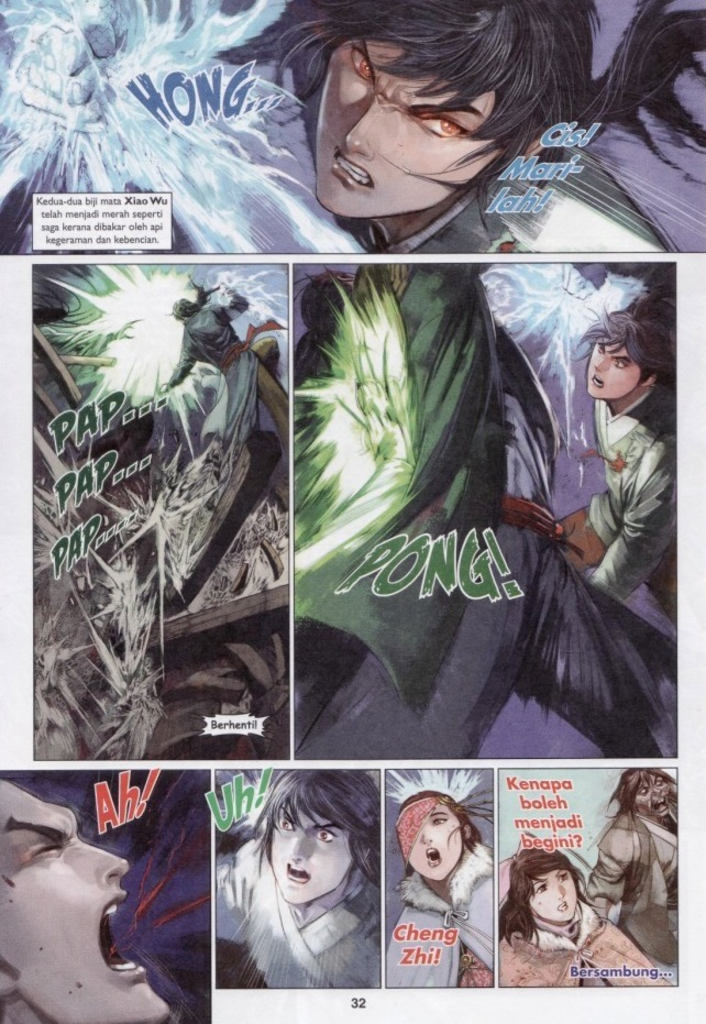 HONG...
Cis!
Mari-
lah!
Kedua-dua biji mata Xiao Wu
telah menjadi merah seperti
saga kerana dibakar oleh api
kegeraman dan kebencian.
PAP...
PAP...
PAP...
Berhenti!
PONG!
Ah!
Uh!
Cheng
Zhi!
Kenapa
boleh
menjadi
begini?
Bersambung...
32